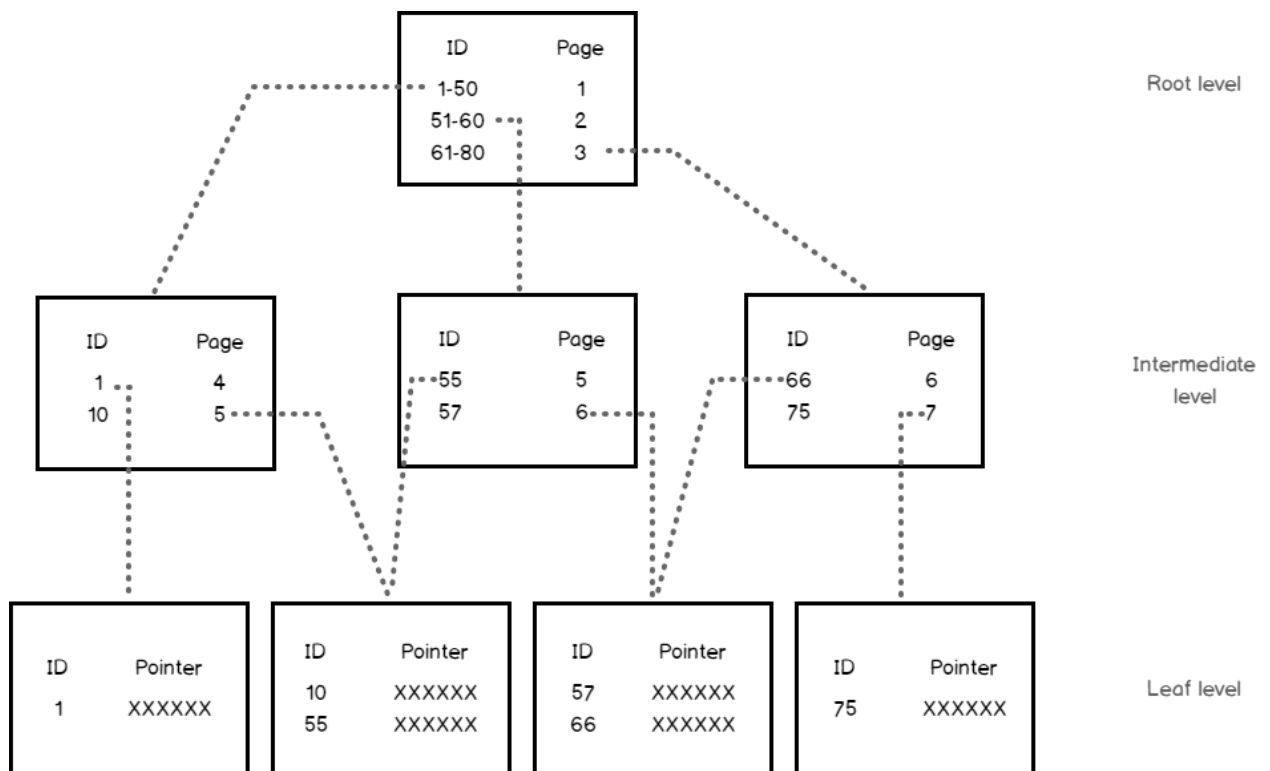 ID Page
1-50 1
51-60 2
61-80 3
Root level
ID Page
1 4
10 5
ID Page
55 5
57 6
ID Page
66 6
75 7
Intermediate
level
ID Pointer
1 XXXXXX
ID Pointer
10 XXXXXX
55 XXXXXX
ID Pointer
57 XXXXXX
66 XXXXXX
ID Pointer
75 XXXXXX
Leaf level